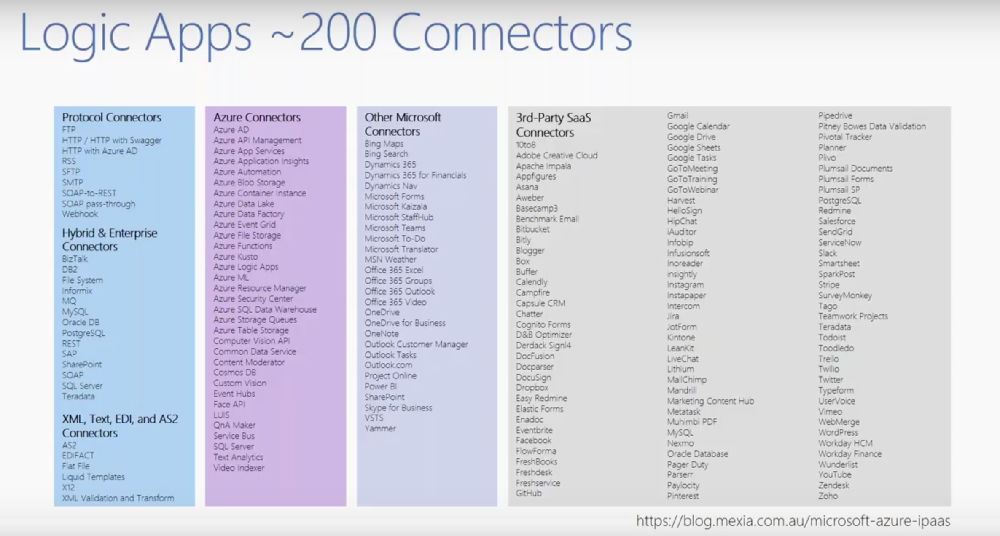 Logic Apps ~200 Connectors
Protocol Connectors
FTP
HTTP / HTTP with Swagger
HTTP with Azure AD
RSS
SFTP
SMTP
SOAP-to-REST
SOAP pass-through
Webhook
Hybrid & Enterprise
Connectors
BizTalk
DB2
File System
Informix
MQ
MySQL
Oracle DB
PostgreSQL
REST
SAP
SharePoint
SOAP
SQL Server
Teradata
XML, Text, EDI, and AS2
Connectors
AS2
EDIFACT
Flat File
Liquid Templates
X12
XML Validation and Transform
Azure Connectors
Azure AD
Azure API Management
Azure App Services
Azure Application Insights
Azure Automation
Azure Blob Storage
Azure Container Instance
Azure Data Lake
Azure Data Factory
Azure Event Grid
Azure File Storage
Azure Functions
Azure Kusto
Azure Logic Apps
Azure ML
Azure Resource Manager
Azure Security Center
Azure SQL Data Warehouse
Azure Storage Queues
Azure Table Storage
Computer Vision API
Common Data Service
Content Moderator
Cosmos DB
Custom Vision
Event Hubs
Face API
LUIS
QnA Maker
Service Bus
SQL Server
Text Analytics
Video Indexer
Other Microsoft
Connectors
Bing Maps
Bing Search
Dynamics 365
Dynamics 365 for Financials
Dynamics Nav
Microsoft Forms
Microsoft Kaizala
Microsoft StaffHub
Microsoft Teams
Microsoft To-Do
Microsoft Translator
MSN Weather
Office 365 Excel
Office 365 Groups
Office 365 Outlook
Office 365 Video
OneDrive
OneDrive for Business
OneNote
Outlook Customer Manager
Outlook Tasks
Outlook.com
Project Online
Power BI
SharePoint
Skype for Business
VSTS
Yammer
3rd-Party SaaS
Connectors
10to8
Adobe Creative Cloud
Apache Impala
Appfigures
Asana
Aweber
Basecamp3
Benchmark Email
Bitbucket
Bitly
Blogger
Box
Buffer
Calendly
Campfire
Capsule CRM
Chatter
Cognito Forms
D&B Optimizer
Derdack Signl4
DocFusion
Docparser
DocuSign
Dropbox
Easy Redmine
Elastic Forms
Enadoc
Eventbrite
Facebook
FlowForma
FreshBooks
Freshdesk
Freshservice
GitHub
Gmail
Google Calendar
Google Drive
Google Sheets
Google Tasks
GoToMeeting
GoToTraining
GoToWebinar
Harvest
HelloSign
HipChat
iAuditor
Infobip
Infusionsoft
Inoreader
insightly
Instagram
Instapaper
Intercom
Jira
JotForm
Kintone
LeanKit
LiveChat
Lithium
MailChimp
Mandrill
Marketing Content Hub
Metatask
Muhimbi PDF
MySQL
Nexmo
Oracle Database
Pager Duty
Parserr
Paylocity
Pinterest
Pipedrive
Pitney Bowes Data Validation
Pivotal Tracker
Planner
Plivo
Plumsail Documents
Plumsail Forms
Plumsail SP
PostgreSQL
Redmine
Salesforce
SendGrid
ServiceNow
Slack
Smartsheet
SparkPost
Stripe
SurveyMonkey
Tago
Teamwork Projects
Teradata
Todoist
Toodledo
Trello
Twilio
Twitter
Typeform
UserVoice
Vimeo
WebMerge
WordPress
Workday HCM
Workday Finance
Wunderlist
YouTube
Zendesk
Zoho
https://blog.mexia.com.au/microsoft-azure-ipaas